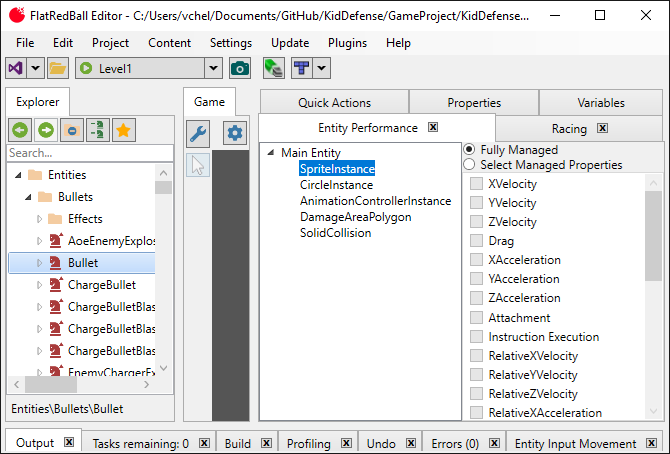 FlatRedBall Editor - C:/Users/vchel/Documents/GitHub/KidDefense/GameProject/KidDefense...
File Edit Project Content Settings Update Plugins Help
Level1
Explorer
Game
Quick Actions Properties Variables
Entity Performance Racing
Search...
Entities
Bullets
Effects
AoeEnemyExplos
Bullet
ChargeBullet
ChargeBulletBlas
ChargeBulletBlas
ChargeBulletBlas
EnemyChargerEx
Entities\Bullets\Bullet
Main Entity
SpriteInstance
CircleInstance
AnimationControllerInstance
DamageAreaPolygon
SolidCollision
Fully Managed
Select Managed Properties
XVelocity
YVelocity
ZVelocity
Drag
XAcceleration
YAcceleration
ZAcceleration
Attachment
Instruction Execution
RelativeXVelocity
RelativeYVelocity
RelativeZVelocity
RelativeXAcceleration
Output Tasks remaining: 0 Build Profiling Undo Errors (0) Entity Input Movement